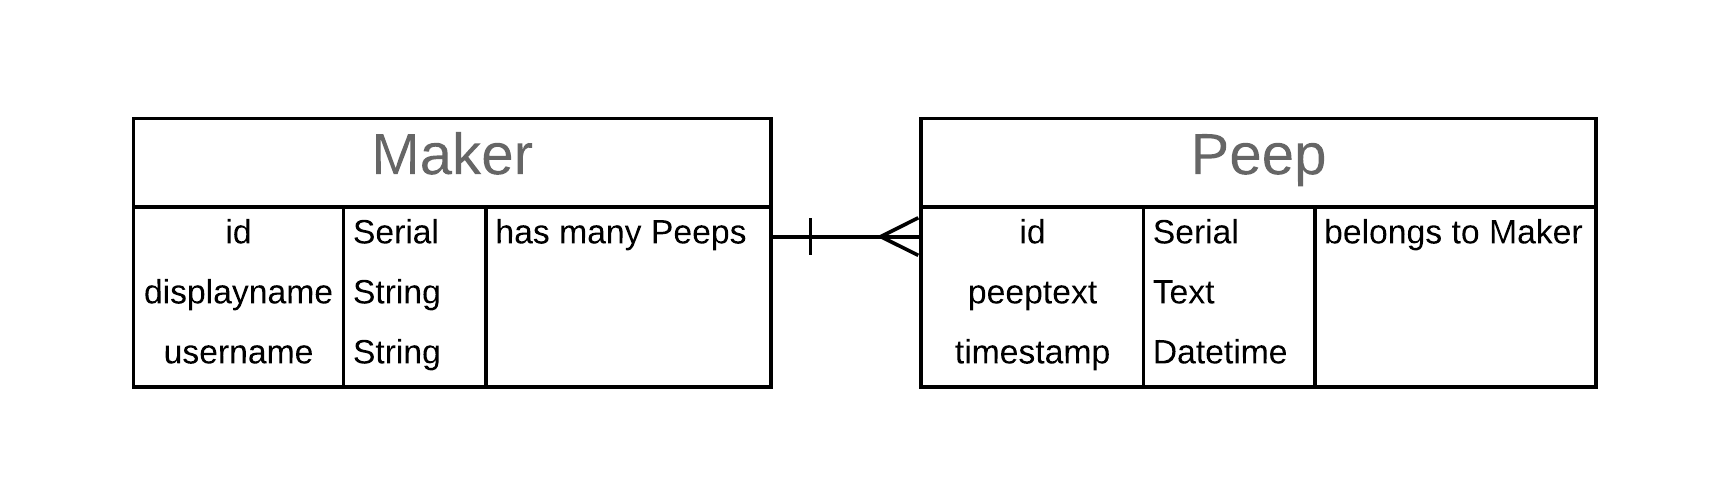 Maker
id Serial has many Peeps
displayname String
username String
Peep
id Serial belongs to Maker
peeptext Text
timestamp Datetime